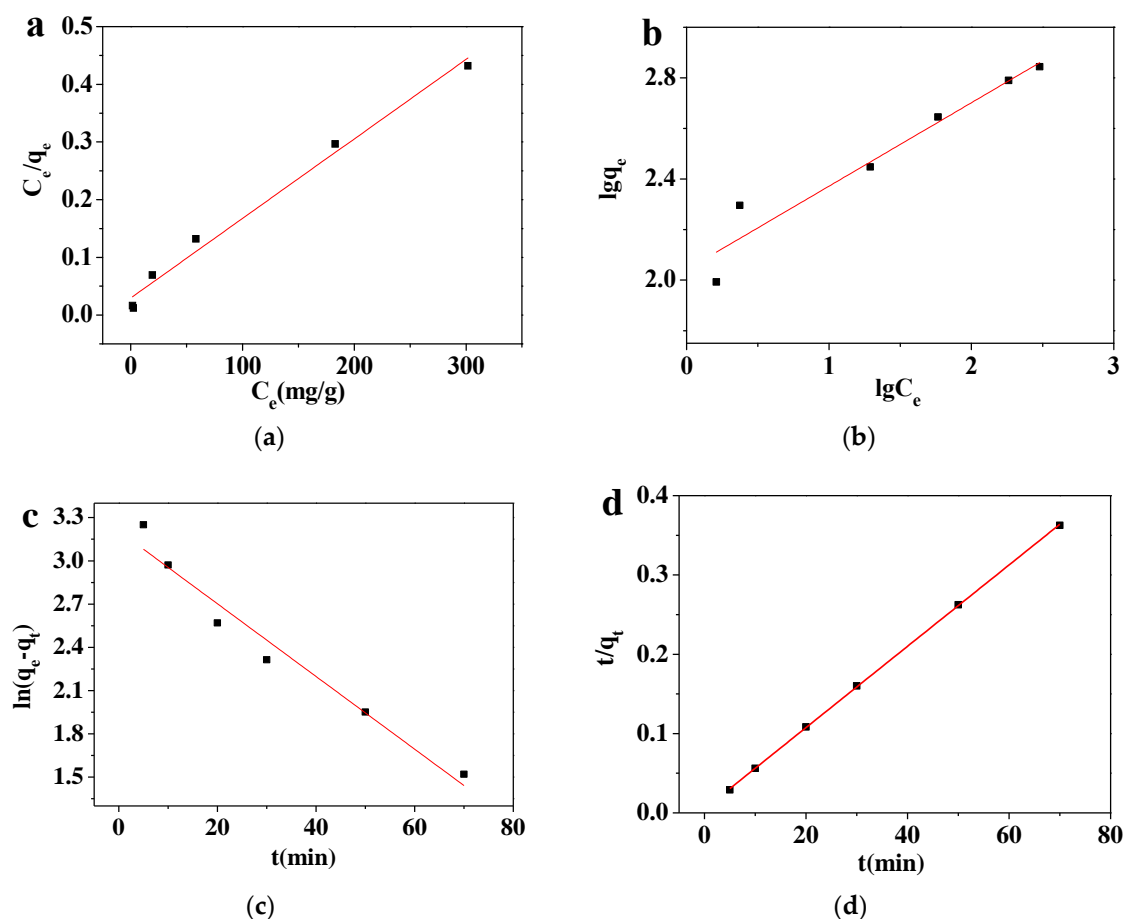 a
0.5
0.4
0.3
0.2
0.1
0.0
C_e/q_e
0 100 200 300
C_e(mg/g)
(a)
b
2.8
2.4
2.0
lgq_e
0 1 2 3
lgC_e
(b)
c
3.3
3.0
2.7
2.4
2.1
1.8
1.5
ln(q_e-q_t)
0 20 40 60 80
t(min)
(c)
d
0.4
0.3
0.2
0.1
0.0
t/q_t
0 20 40 60 80
t(min)
(d)